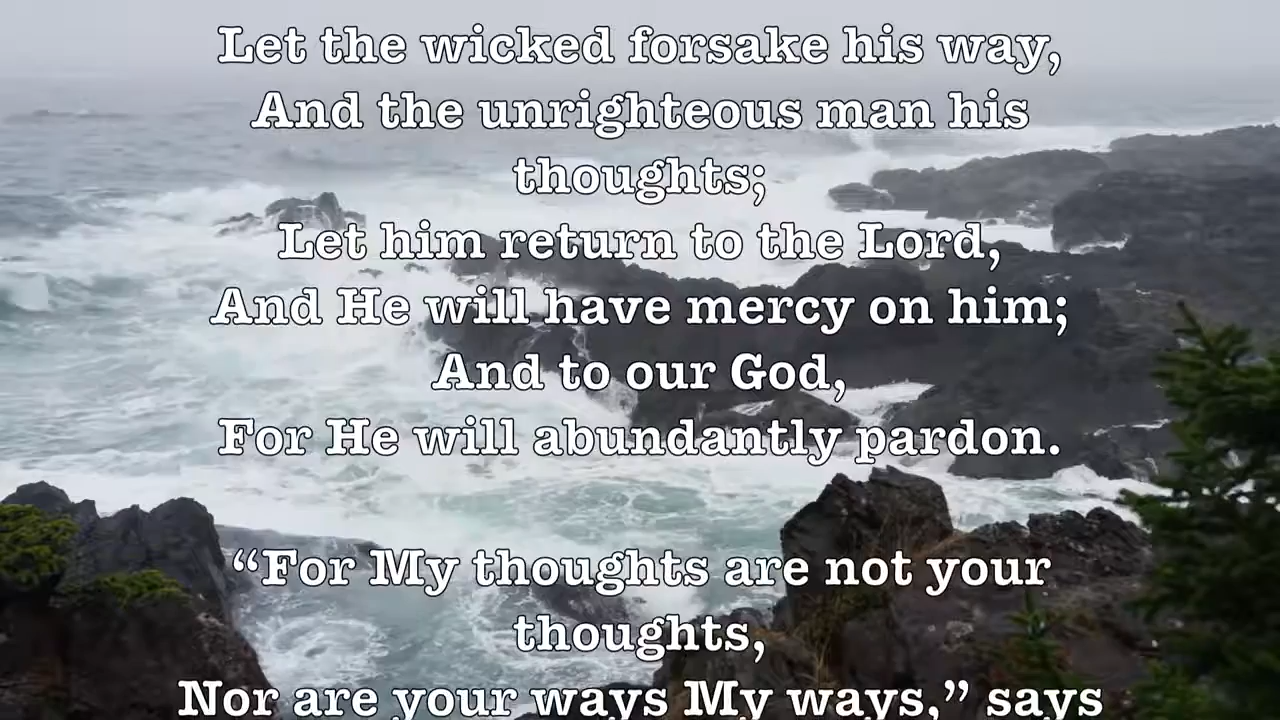 Let the wicked forsake his way,
And the unrighteous man his
thoughts;
Let him return to the Lord,
And He will have mercy on him;
And to our God,
For He will abundantly pardon.
“For My thoughts are not your
thoughts,
Nor are your ways My ways,” says